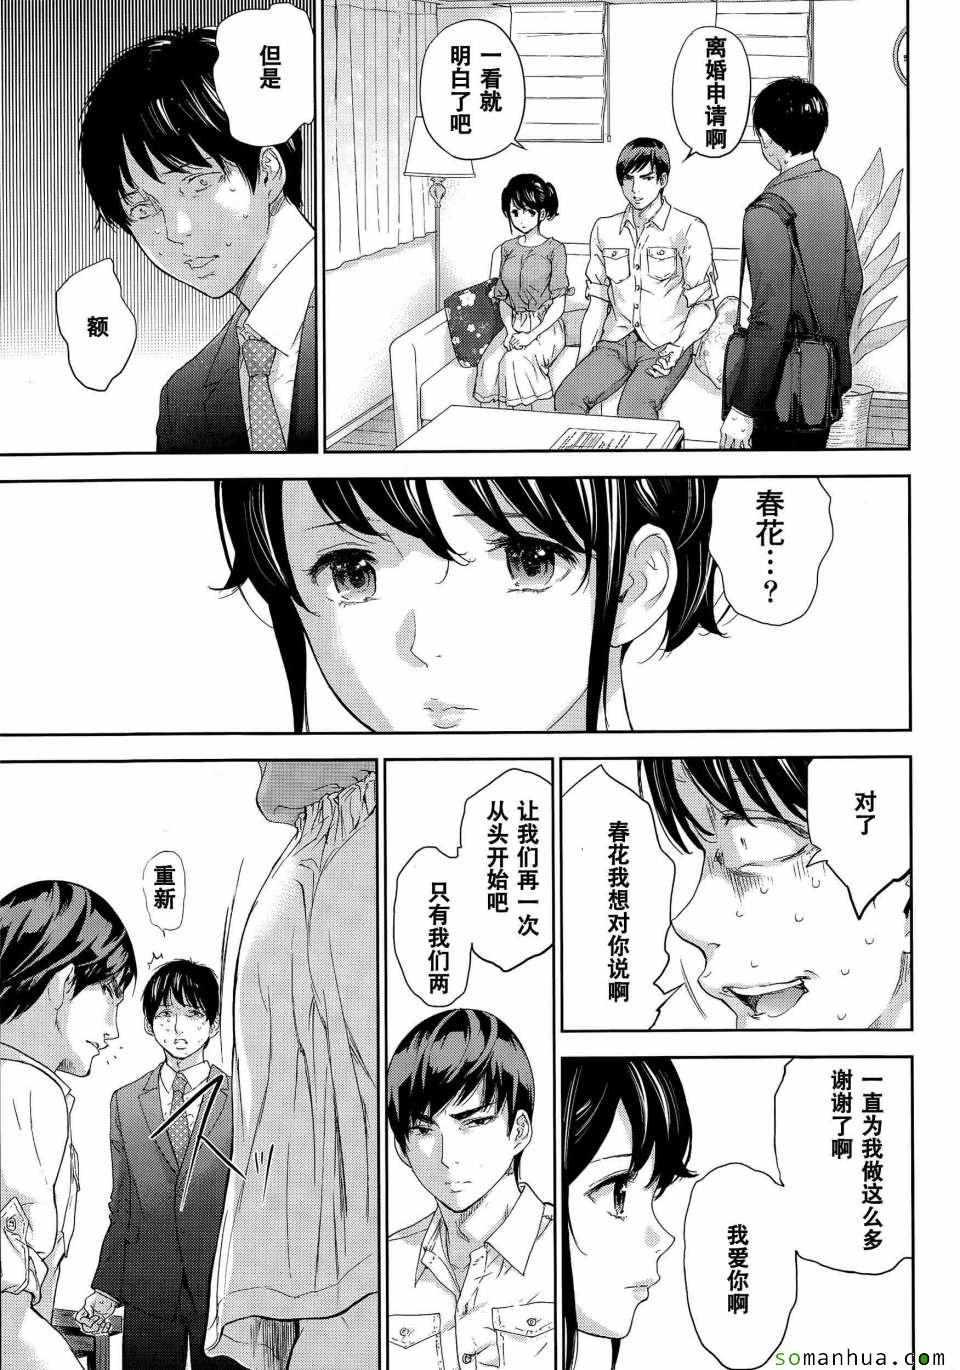 离婚申请啊
一看就
明白了吧
但是
额
春花…?
对了
春花我想对你说啊
一直为我做这么多
谢谢了啊
我爱你啊
让我们再一次
从头开始吧
只有我们两
重新
somanhua.com